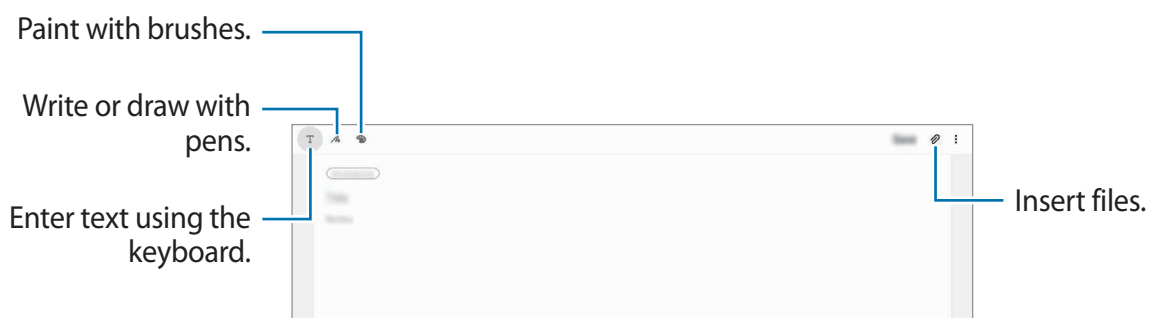 Paint with brushes.
Write or draw with
pens.
T
Enter text using the
keyboard.
Insert files.